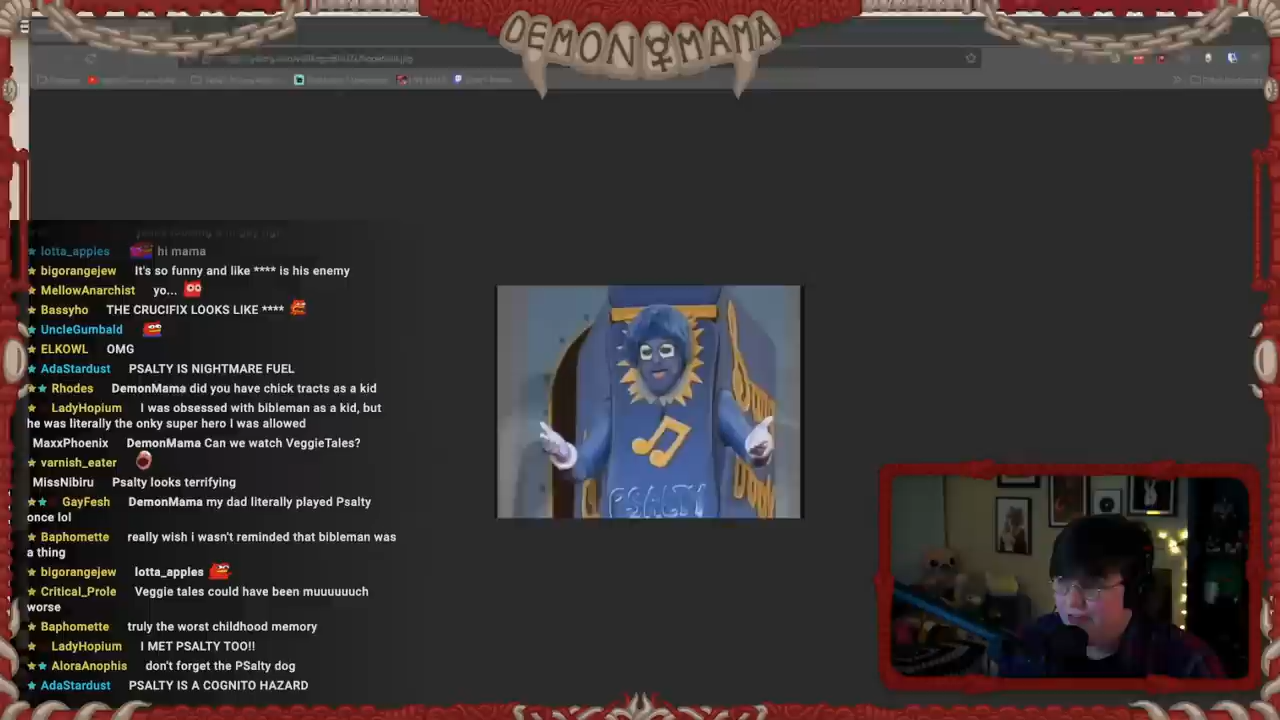 DEMON MAMA
lotta_apples hi mama
bigorangejew It's so funny and like **** is his enemy
MellowAnarchist yo...
Bassyho THE CRUCIFIX LOOKS LIKE ****
UncleGumbald
ELKOWL OMG
AdaStardust PSALTY IS NIGHTMARE FUEL
Rhodes DemonMama did you have chick tracts as a kid
LadyHopium I was obsessed with bibleman as a kid, but
he was literally the onky super hero I was allowed
MaxxPhoenix DemonMama Can we watch VeggieTales?
varnish_eater
MissNibiru Psalty looks terrifying
GayFesh DemonMama my dad literally played Psalty
once lol
Baphomette really wish i wasn't reminded that bibleman was
a thing
bigorangejew lotta_apples
Critical_Prole Veggie tales could have been muuuuuuch
worse
Baphomette truly the worst childhood memory
LadyHopium I MET PSALTY TOO!!
AloraAnophis don't forget the PSalty dog
AdaStardust PSALTY IS A COGNITO HAZARD
PSALTY